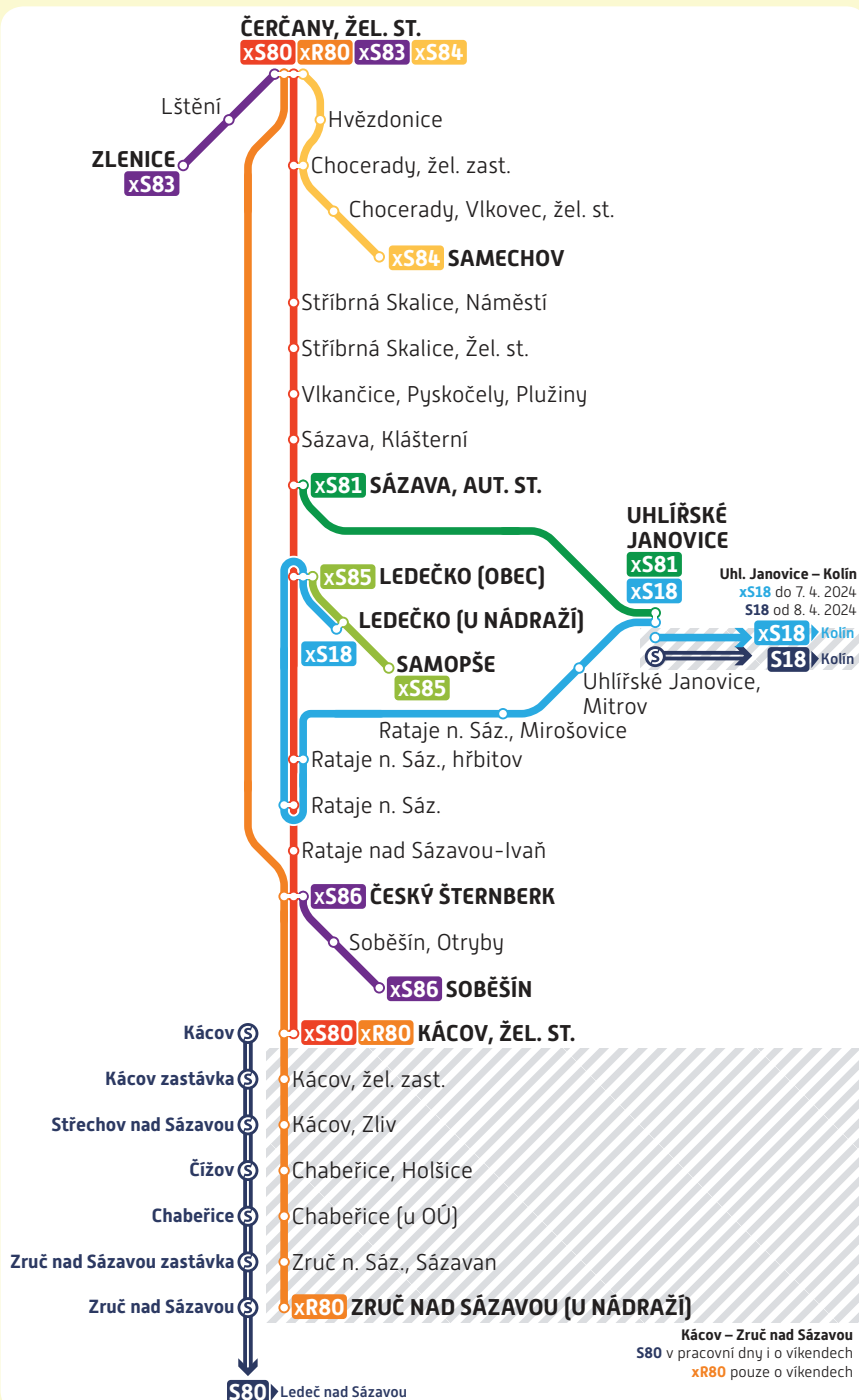 ČERČANY, ŽEL. ST.
xS80 xR80 xS83 xS84
Lštění
Hvězdonice
ZLENICE
xS83
Chocerady, žel. zast.
Chocerady, Vlkovec, žel. st.
xS84 SAMECHOV
Stříbrná Skalice, Náměstí
Stříbrná Skalice, Žel. st.
Vlkančice, Pyskočely, Plužiny
Sázava, Klášterní
xS81 SÁZAVA, AUT. ST.
UHLÍŘSKÉ
JANOVICE
xS81
xS18
Uhl. Janovice – Kolín
xS18 do 7. 4. 2024
S18 od 8. 4. 2024
xS18 Kolín
S S18 Kolín
xS85 LEDEČKO (OBEC)
LEDEČKO (U NÁDRAŽÍ)
xS18
SAMOPŠE
xS85
Uhlířské Janovice,
Mitrov
Rataje n. Sáz., Mirošovice
Rataje n. Sáz., hřbitov
Rataje n. Sáz.
Rataje nad Sázavou-Ivaň
xS86 ČESKÝ ŠTERNBERK
Soběšín, Otryby
xS86 SOBĚŠÍN
Kácov S xS80 xR80 KÁCOV, ŽEL. ST.
Kácov zastávka S Kácov, žel. zast.
Střechov nad Sázavou S Kácov, Zliv
Čížov S Chabeřice, Holšice
Chabeřice S Chabeřice (u OÚ)
Zruč nad Sázavou zastávka S Zruč n. Sáz., Sázavan
Zruč nad Sázavou S xR80 ZRUČ NAD SÁZAVOU (U NÁDRAŽÍ)
Kácov – Zruč nad Sázavou
S80 v pracovní dny i o víkendech
xR80 pouze o víkendech
S80 Ledeč nad Sázavou